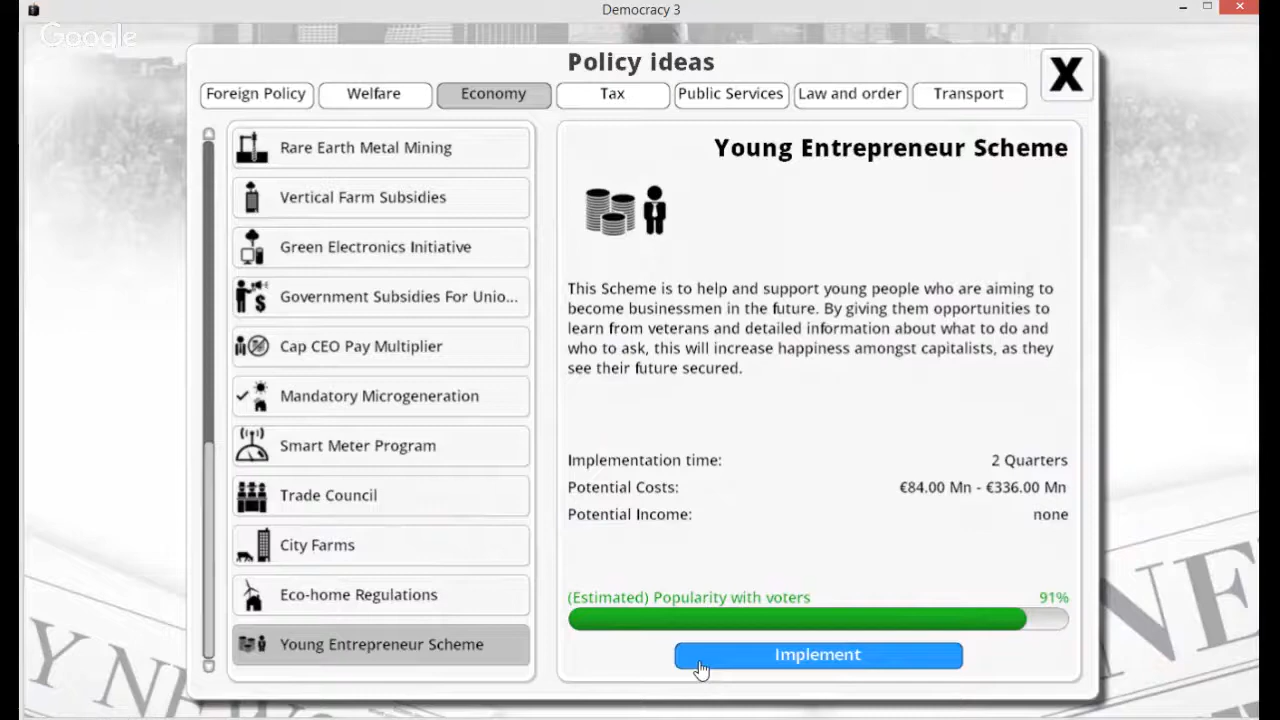 Democracy 3
Google
Policy ideas
X
Foreign Policy
Welfare
Economy
Tax
Public Services
Law and order
Transport
Rare Earth Metal Mining
Vertical Farm Subsidies
Green Electronics Initiative
Government Subsidies For Unio...
Cap CEO Pay Multiplier
Mandatory Microgeneration
Smart Meter Program
Trade Council
City Farms
Eco-home Regulations
Young Entrepreneur Scheme
Young Entrepreneur Scheme
This Scheme is to help and support young people who are aiming to
become businessmen in the future. By giving them opportunities to
learn from veterans and detailed information about what to do and
who to ask, this will increase happiness amongst capitalists, as they
see their future secured.
Implementation time: 2 Quarters
Potential Costs: €84.00 Mn - €336.00 Mn
Potential Income: none
(Estimated) Popularity with voters 91%
Implement